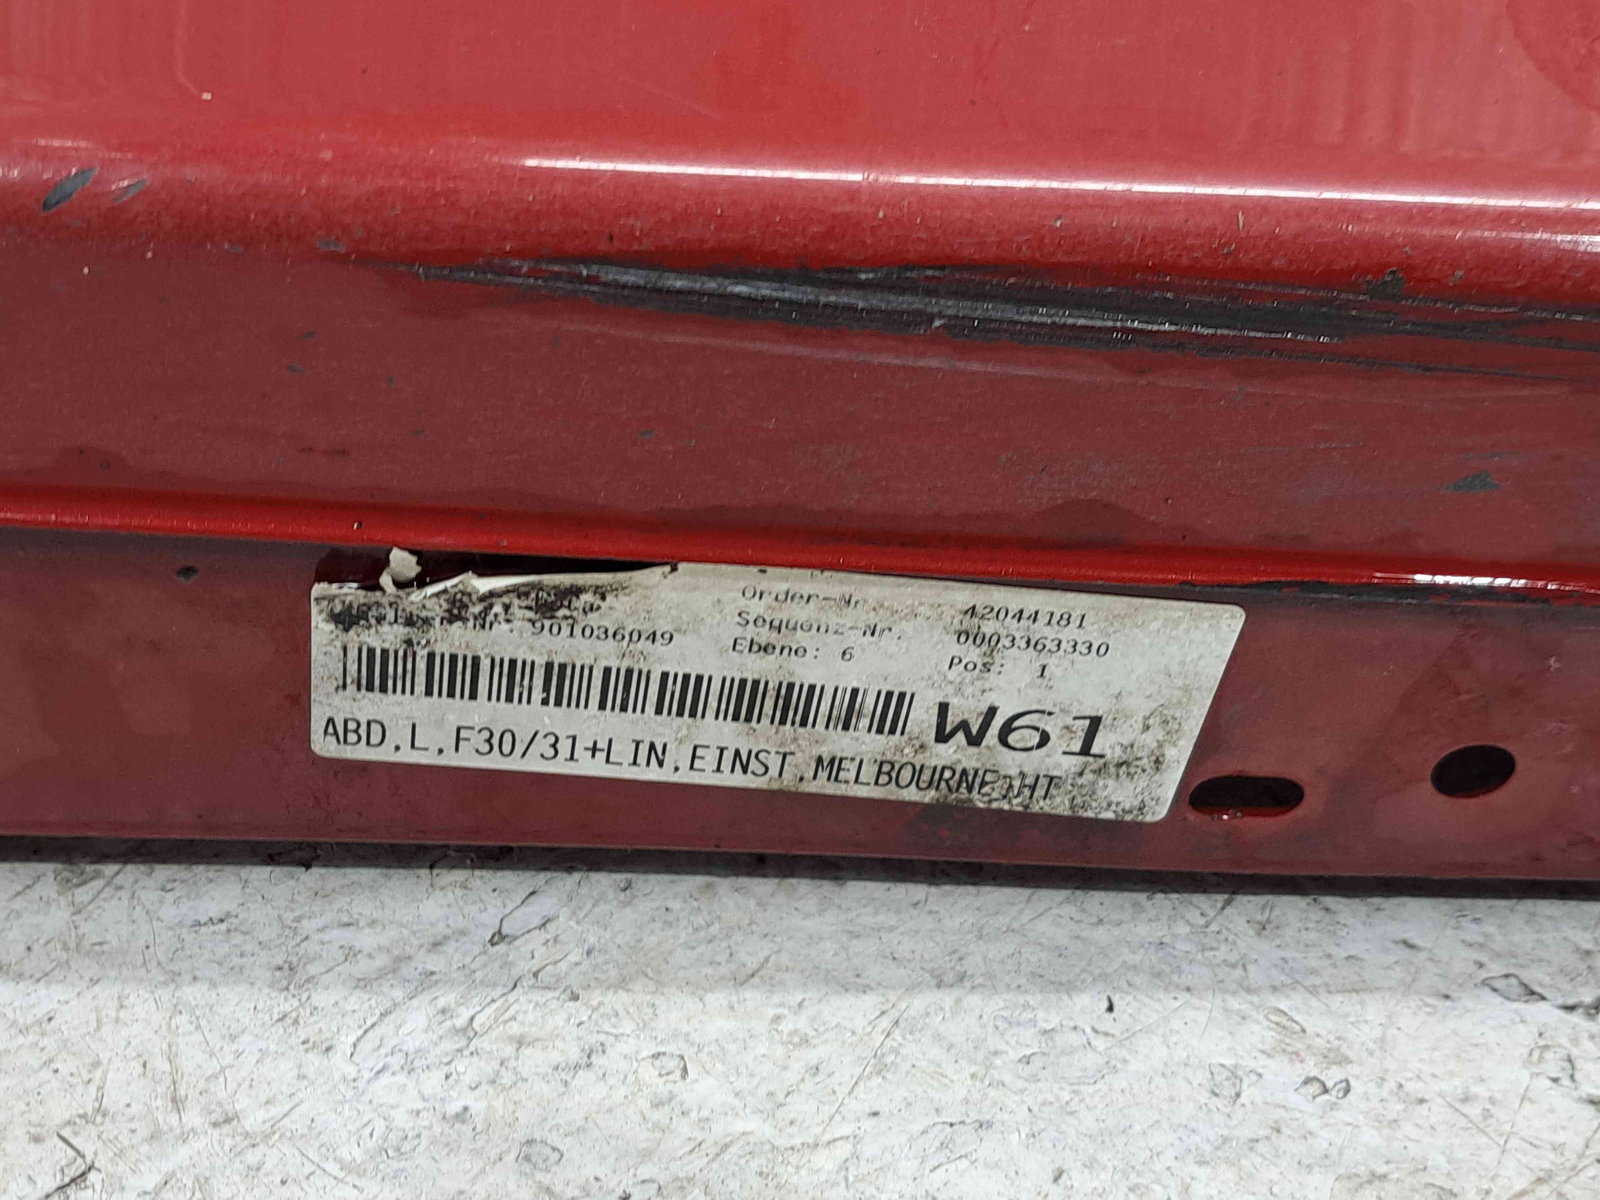 Order-Nr. 42044181
901036049 Sequenz-Nr. 0003363330
Ebene: 6 Pos: 1
W61
ABD,L,F30/31+LIN,EINST,MELBOURNE,HT